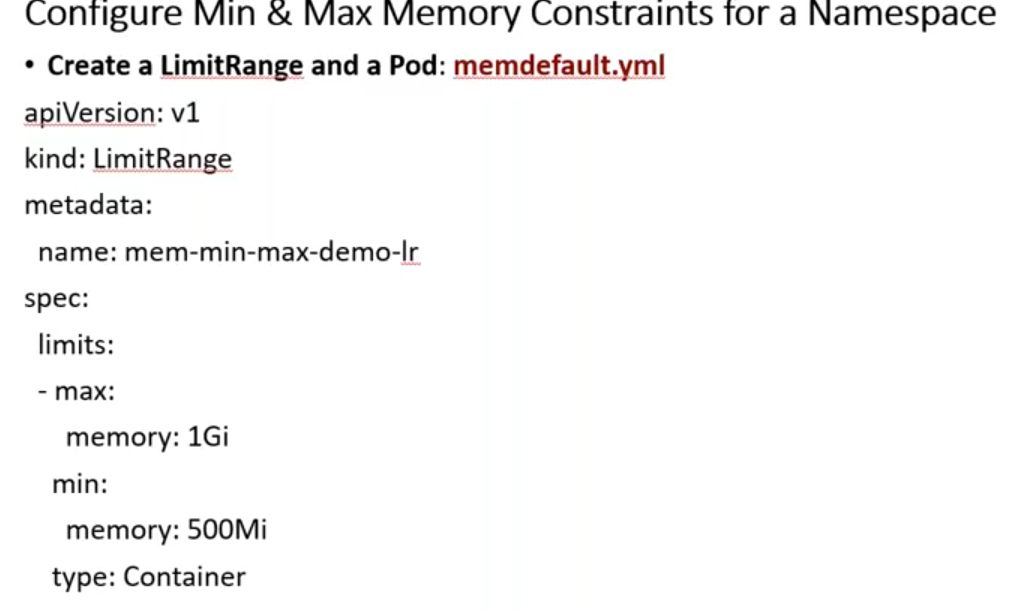 Configure Min & Max Memory Constraints for a Namespace
• Create a LimitRange and a Pod: memdefault.yml
apiVersion: v1
kind: LimitRange
metadata:
name: mem-min-max-demo-lr
spec:
limits:
- max:
memory: 1Gi
min:
memory: 500Mi
type: Container